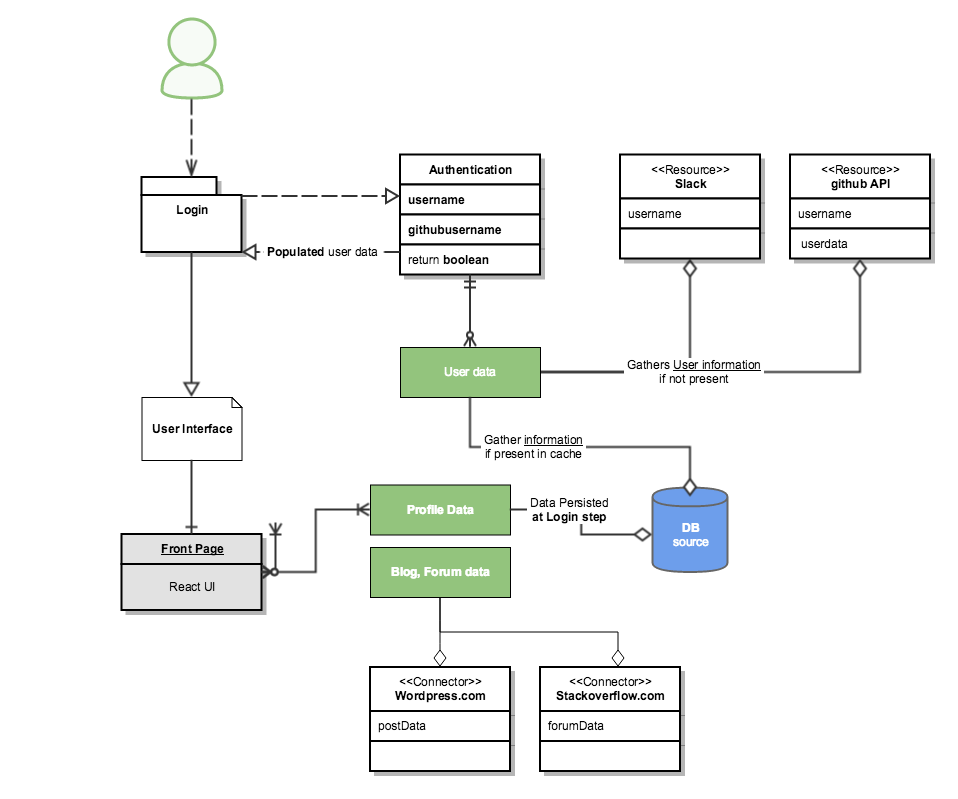 Login
Authentication
username
githubusername
return boolean
Populated user data
<<Resource>>
Slack
username
<<Resource>>
github API
username
userdata
User data
Gathers User information
if not present
User Interface
Gather information
if present in cache
Profile Data
Data Persisted
at Login step
DB
source
Front Page
React UI
Blog, Forum data
<<Connector>>
Wordpress.com
postData
<<Connector>>
Stackoverflow.com
forumData